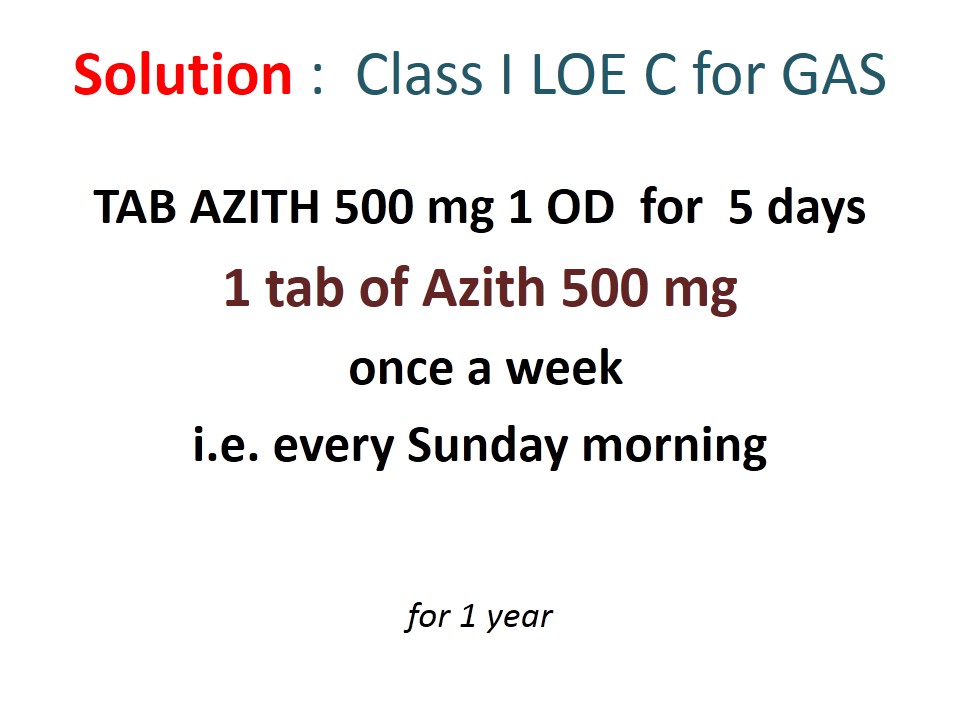 Solution : Class I LOE C for GAS
TAB AZITH 500 mg 1 OD for 5 days
1 tab of Azith 500 mg
once a week
i.e. every Sunday morning
for 1 year